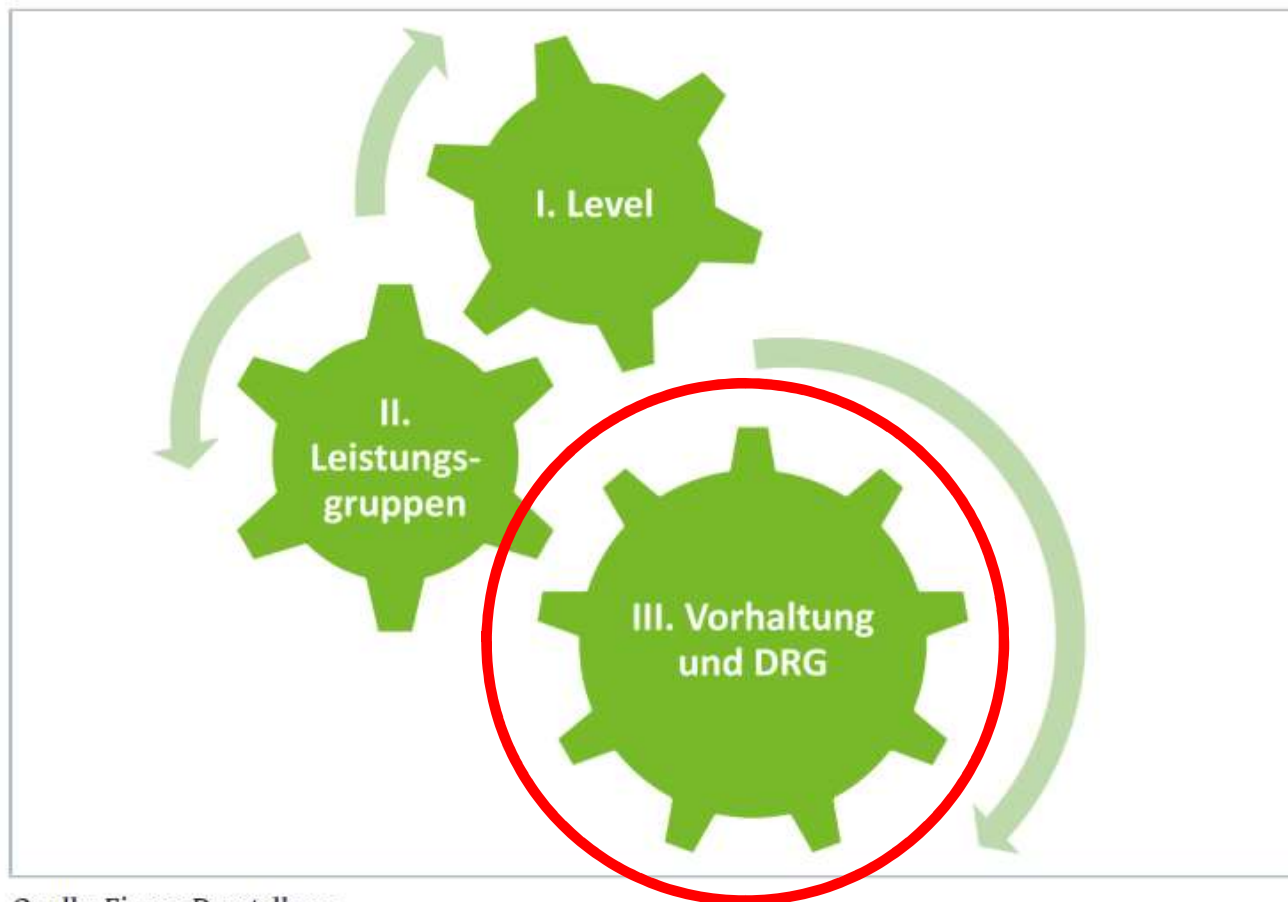 I. Level
II.
Leistungs-
gruppen
III. Vorhaltung
und DRG